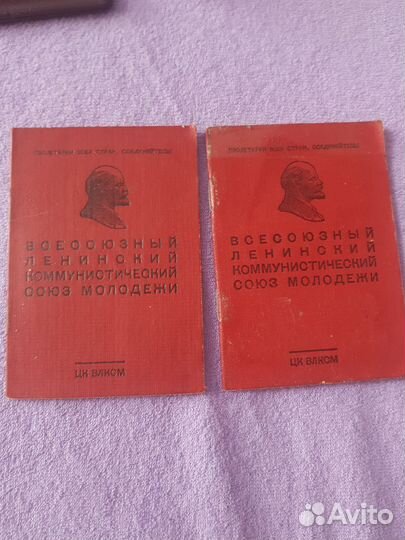 ПРОЛЕТАРИИ ВСЕХ СТРАН, СОЕДИНЯЙТЕСЬ!
ВСЕСОЮЗНЫЙ
ЛЕНИНСКИЙ
КОММУНИСТИЧЕСКИЙ
СОЮЗ МОЛОДЕЖИ
ЦК ВЛКСМ
ПРОЛЕТАРИИ ВСЕХ СТРАН, СОЕДИНЯЙТЕСЬ!
ВСЕСОЮЗНЫЙ
ЛЕНИНСКИЙ
КОММУНИСТИЧЕСКИЙ
СОЮЗ МОЛОДЕЖИ
ЦК ВЛКСМ
Avito